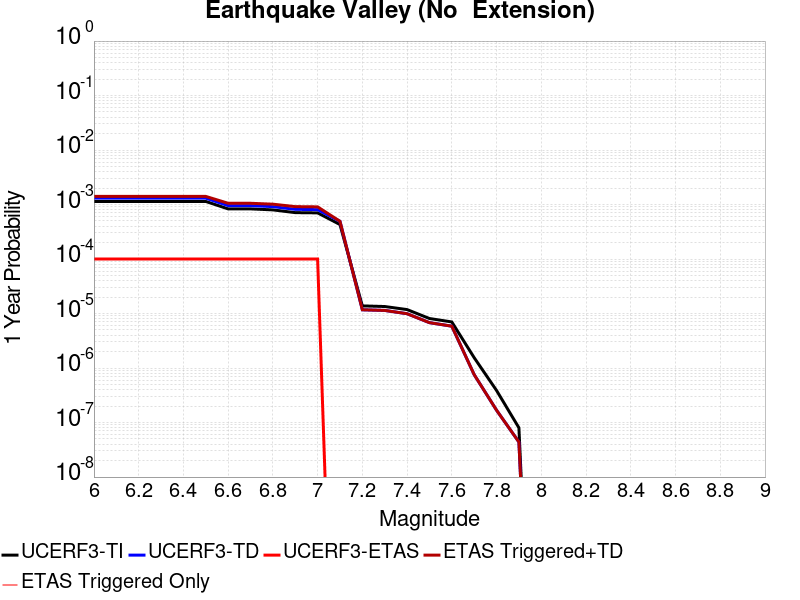 Earthquake Valley (No  Extension)
10^0
10^-1
10^-2
10^-3
10^-4
10^-5
10^-6
10^-7
10^-8
1 Year Probability
6 6.2 6.4 6.6 6.8 7 7.2 7.4 7.6 7.8 8 8.2 8.4 8.6 8.8 9
Magnitude
UCERF3-TI UCERF3-TD UCERF3-ETAS ETAS Triggered+TD
ETAS Triggered Only